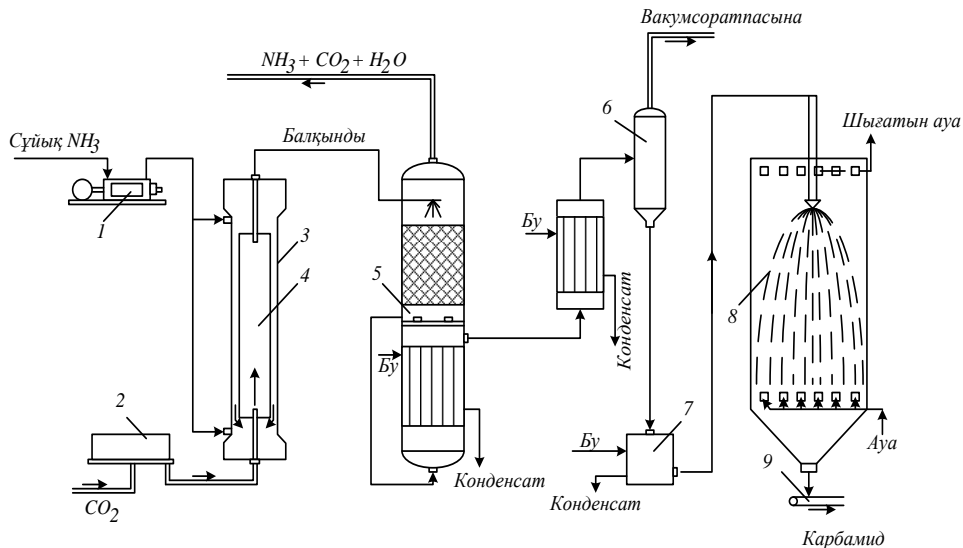 Вакумсоратпасына
NH3 + CO2 + H2O
6
Шығатын ауа
Сұйық NH3
Балқынды
1
Бу
3
5
4
8
Конденсат
Бу
2
7
Ауа
Бу
9
CO2
Конденсат
Конденсат
Карбамид